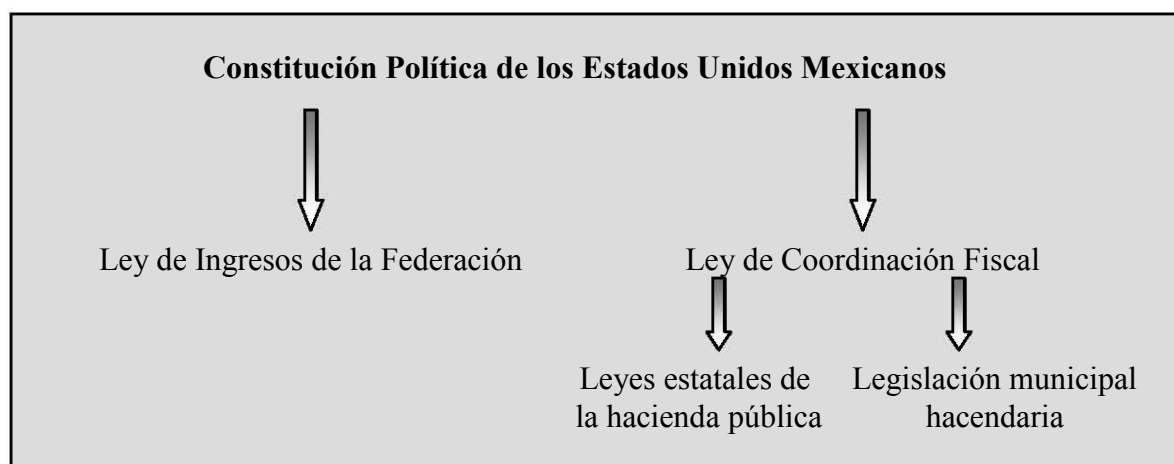 Constitución Política de los Estados Unidos Mexicanos
Ley de Ingresos de la Federación
Ley de Coordinación Fiscal
Leyes estatales de
la hacienda pública
Legislación municipal
hacendaria